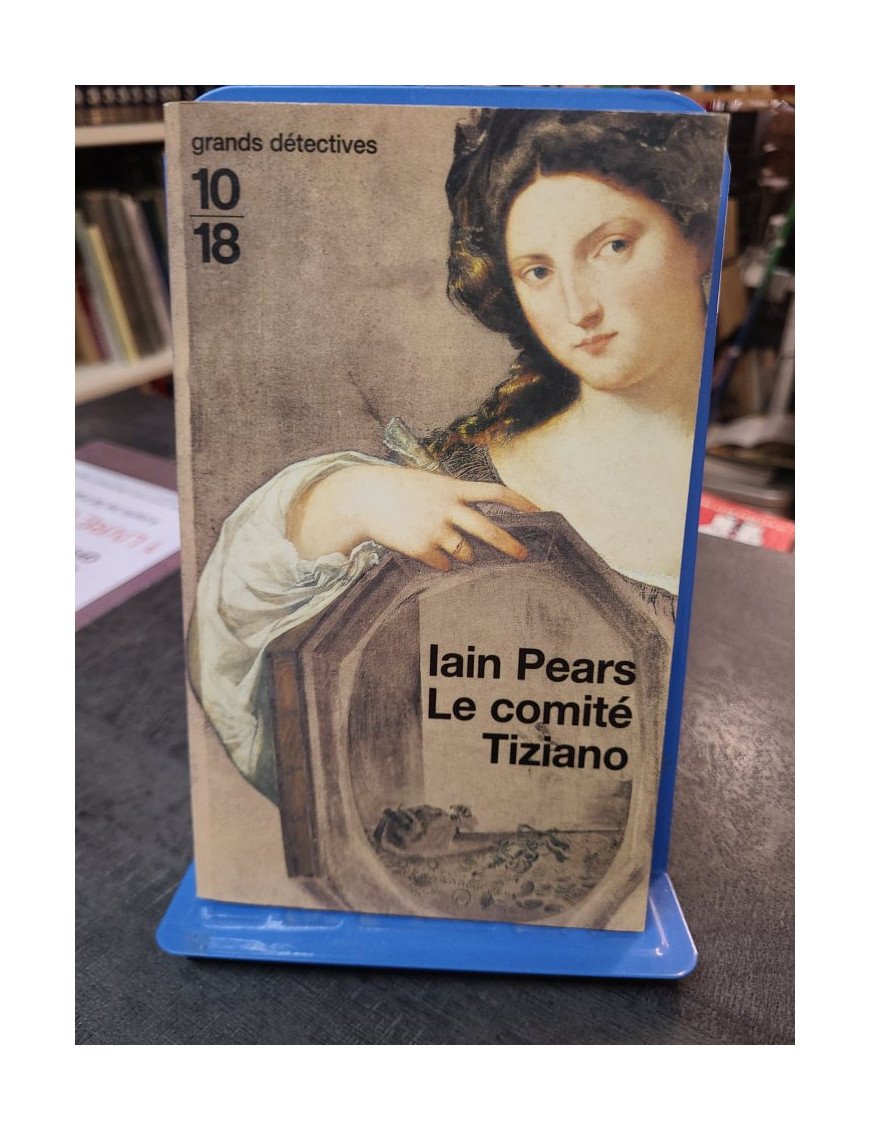 grands détectives
10
18
Iain Pears
Le comité
Tiziano